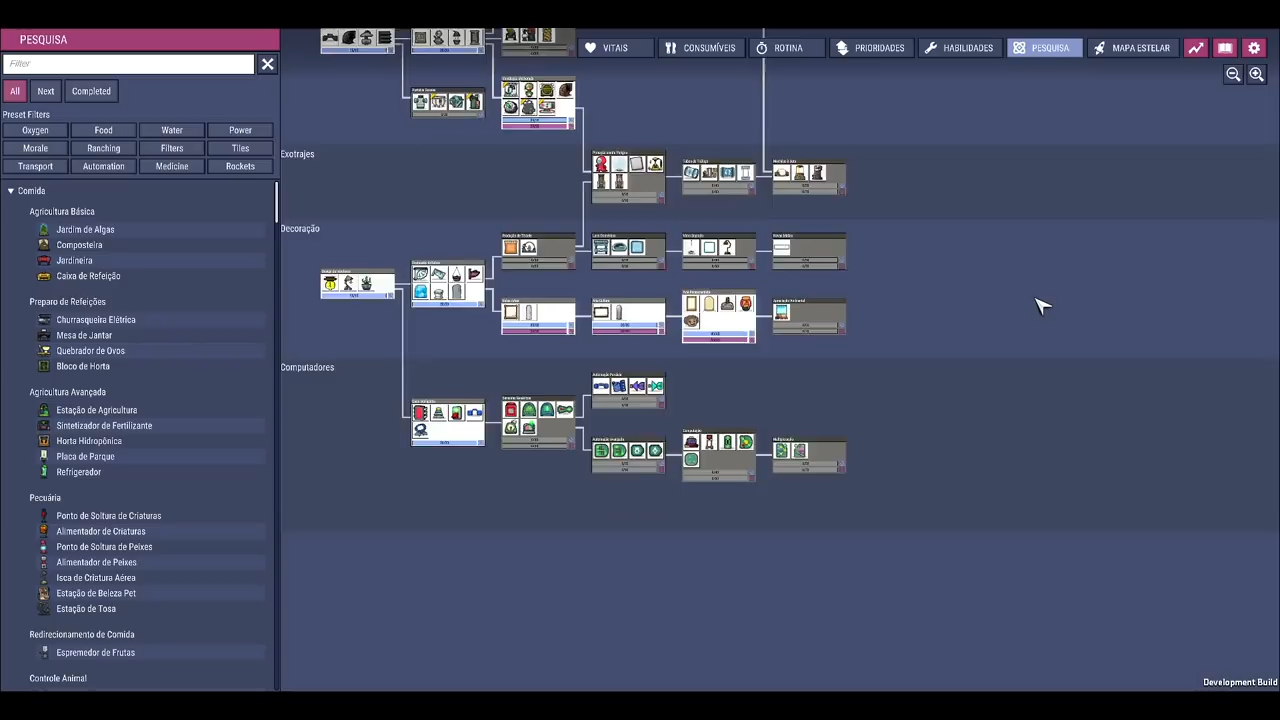 PESQUISA
VITAIS
CONSUMÍVEIS
ROTINA
PRIORIDADES
HABILIDADES
PESQUISA
MAPA ESTELAR
Filter
All
Next
Completed
Preset Filters
Oxygen
Food
Water
Power
Morale
Ranching
Filters
Tiles
Transport
Automation
Medicine
Rockets
Comida
Agricultura Básica
Jardim de Algas
Composteira
Jardineira
Caixa de Refeição
Preparo de Refeições
Churrasqueira Elétrica
Mesa de Jantar
Quebrador de Ovos
Bloco de Horta
Agricultura Avançada
Estação de Agricultura
Sintetizador de Fertilizante
Horta Hidropônica
Placa de Parque
Refrigerador
Pecuária
Ponto de Soltura de Criaturas
Alimentador de Criaturas
Ponto de Soltura de Peixes
Alimentador de Peixes
Isca de Criatura Aérea
Estação de Beleza Pet
Estação de Tosa
Redirecionamento de Comida
Espremedor de Frutas
Controle Animal
Exotrajes
Decoração
Computadores
Development Build